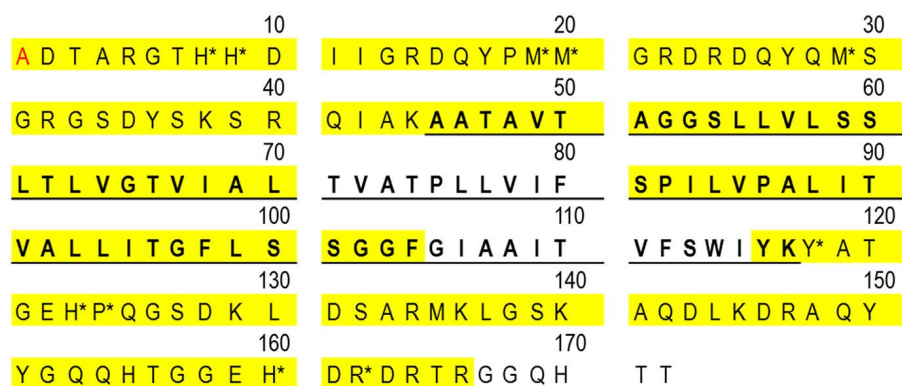 10 20 30
A D T A R G T H* H* D I I G R D Q Y P M* M* G R D R D Q Y Q M* S
40 50 60
G R G S D Y S K S R Q I A K A A T A V T A G G S L L V L S S
70 80 90
L T L V G T V I A L T V A T P L L V I F S P I L V P A L I T
100 110 120
V A L L I T G F L S S G G F G I A A I T V F S W I Y K Y* A T
130 140 150
G E H* P* Q G S D K L D S A R M K L G S K A Q D L K D R A Q Y
160 170
Y G Q Q H T G G E H* D R* D R T R G G Q H T T